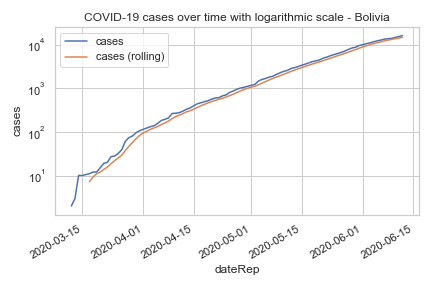 COVID-19 cases over time with logarithmic scale - Bolivia
cases
cases (rolling)
10⁴
10³
10²
10¹
cases
2020-03-15
2020-04-01
2020-04-15
2020-05-01
2020-05-15
2020-06-01
2020-06-15
dateRep